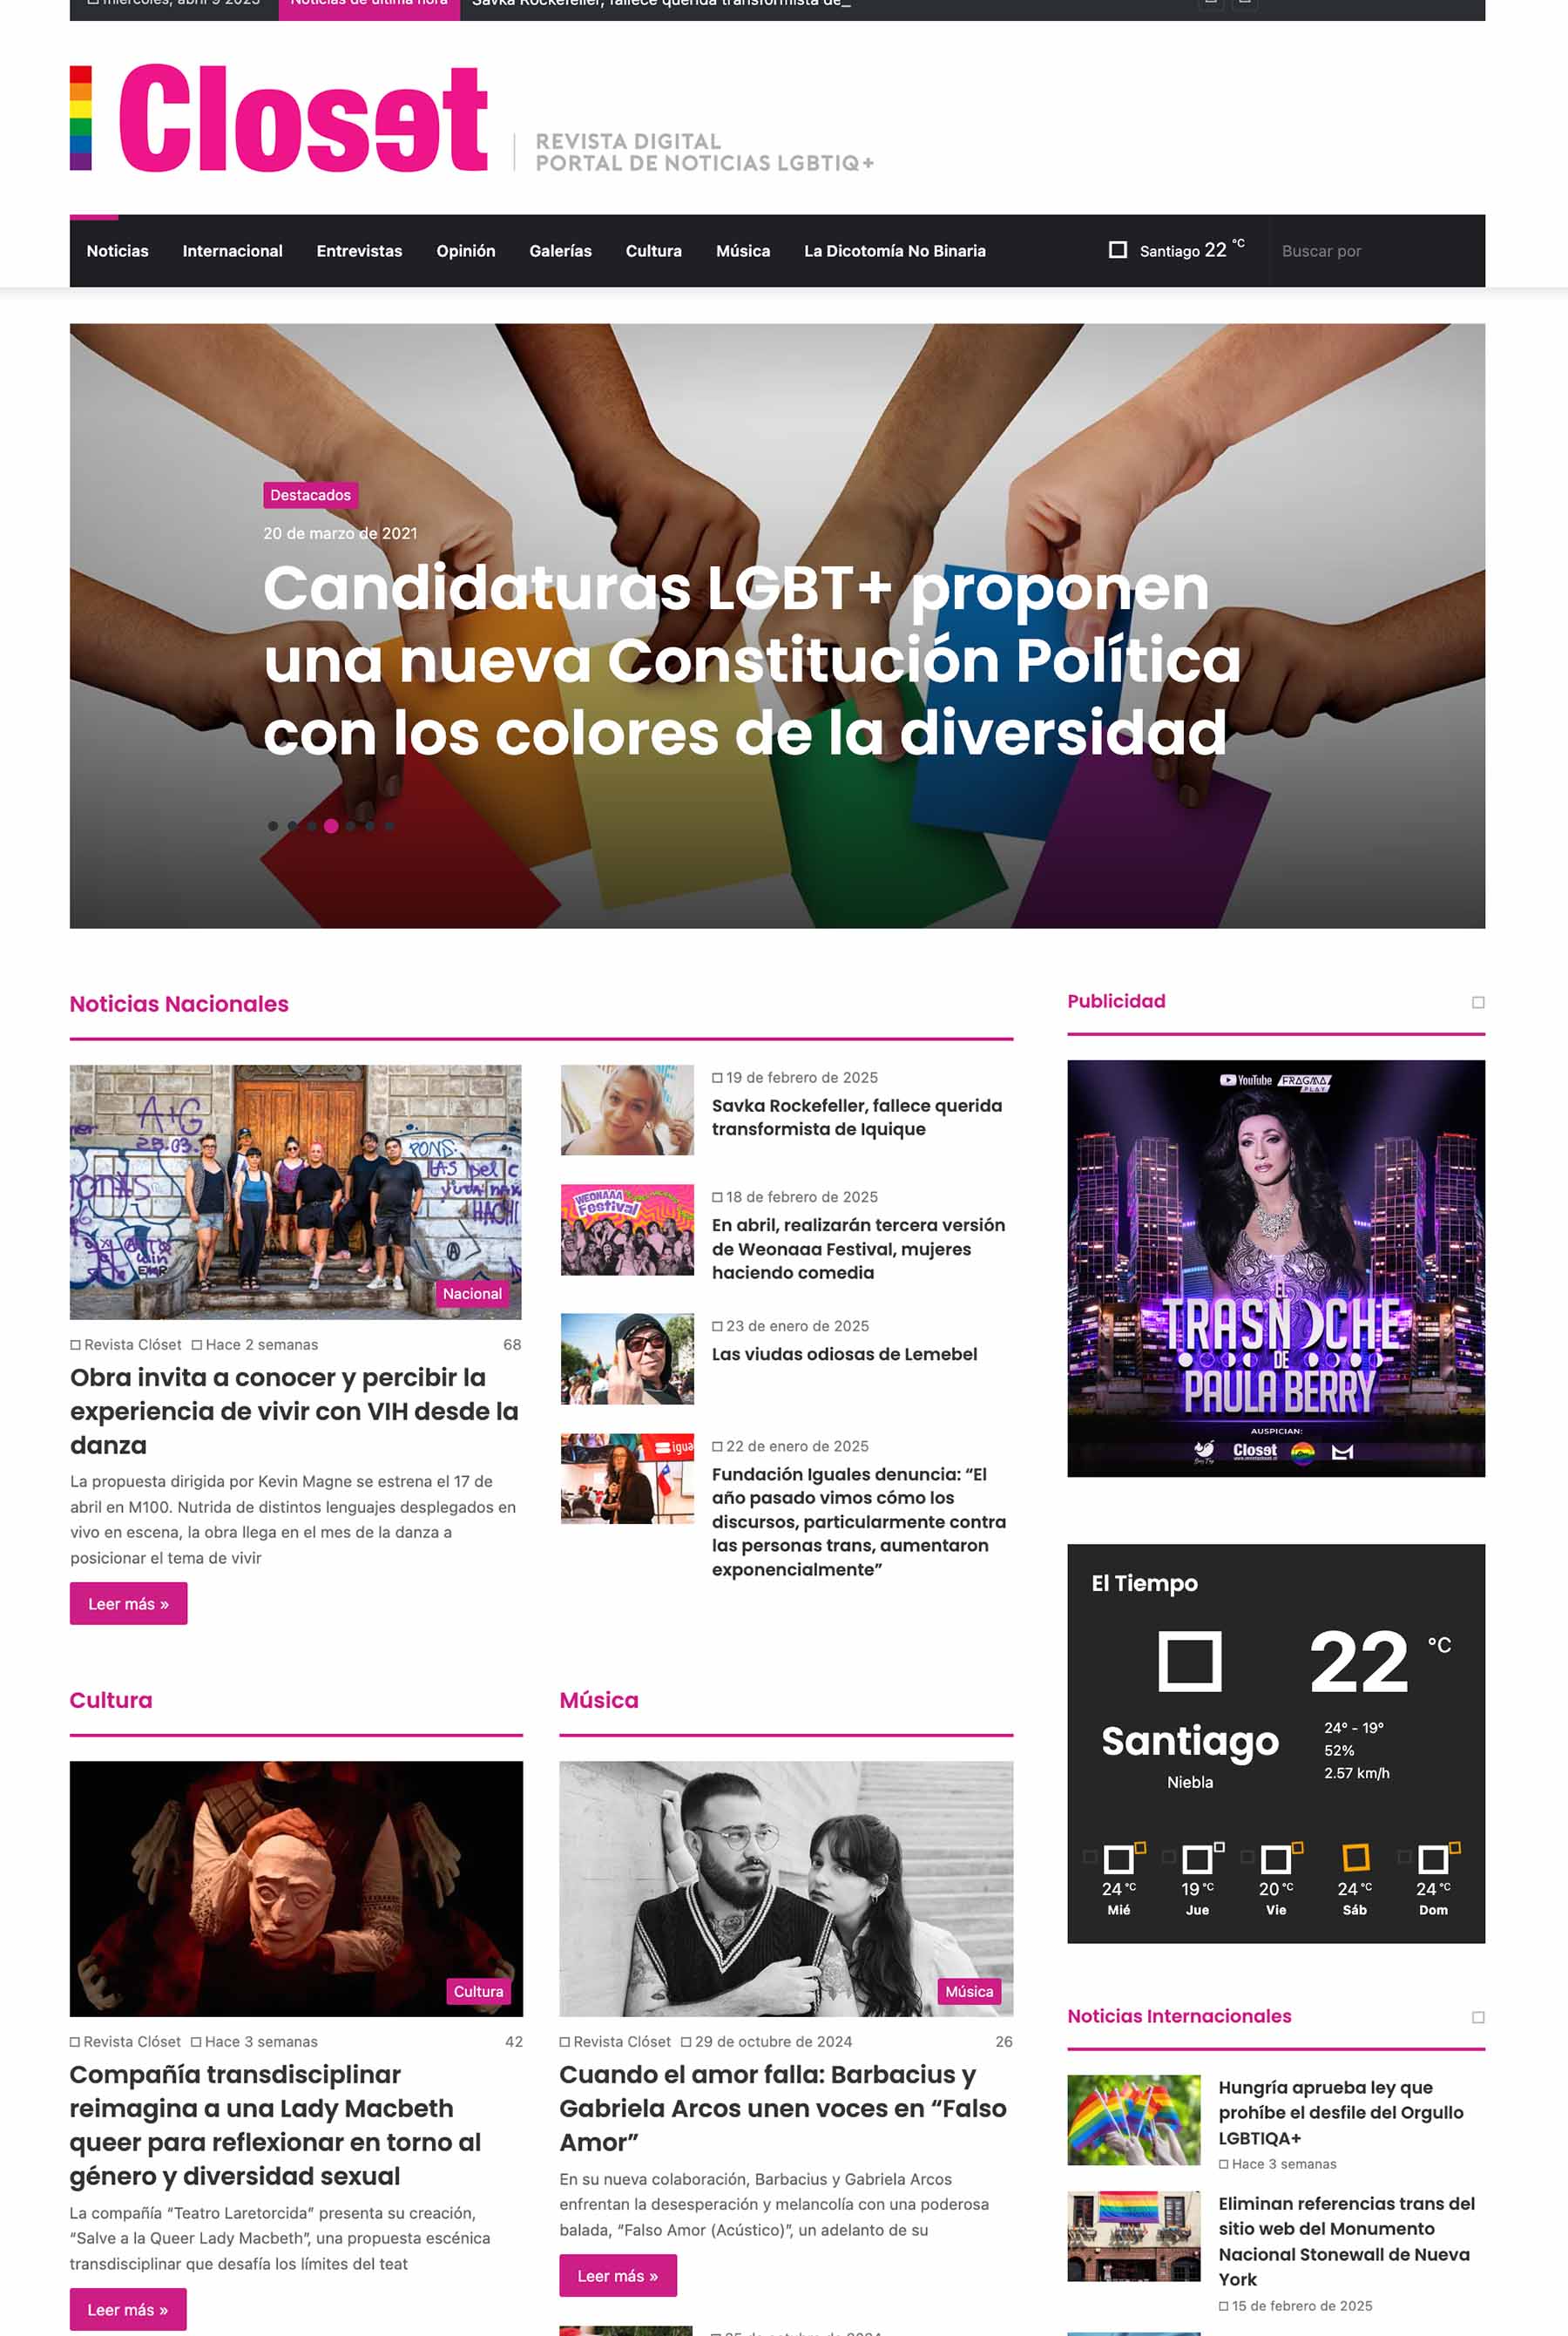 miércoles, abril 9 2025
Noticias de última hora
Savka Rockefeller, fallece querida transformista de_
Closet
REVISTA DIGITAL
PORTAL DE NOTICIAS LGBTIQ+
Noticias
Internacional
Entrevistas
Opinión
Galerías
Cultura
Música
La Dicotomía No Binaria
Santiago 22 °C
Buscar por
Destacados
20 de marzo de 2021
Candidaturas LGBT+ proponen
una nueva Constitución Política
con los colores de la diversidad
Noticias Nacionales
A+G
25.03.
PONS.
Nacional
Revista Clóset Hace 2 semanas 68
Obra invita a conocer y percibir la
experiencia de vivir con VIH desde la
danza
La propuesta dirigida por Kevin Magne se estrena el 17 de
abril en M100. Nutrida de distintos lenguajes desplegados en
vivo en escena, la obra llega en el mes de la danza a
posicionar el tema de vivir
Leer más »
19 de febrero de 2025
Savka Rockefeller, fallece querida
transformista de Iquique
WEONAAA
Festival
18 de febrero de 2025
En abril, realizarán tercera versión
de Weonaaa Festival, mujeres
haciendo comedia
23 de enero de 2025
Las viudas odiosas de Lemebel
igua
22 de enero de 2025
Fundación Iguales denuncia: “El
año pasado vimos cómo los
discursos, particularmente contra
las personas trans, aumentaron
exponencialmente”
Publicidad
YouTube FRAGMA
PLAY
EL
TRASNOCHE
DE
PAULA BERRY
AUSPICIAN:
Closet
El Tiempo
22 °C
Santiago
Niebla
24º - 19º
52%
2.57 km/h
24 °C
Mié
19 °C
Jue
20 °C
Vie
24 °C
Sáb
24 °C
Dom
Cultura
Cultura
Revista Clóset Hace 3 semanas 42
Compañía transdisciplinar
reimagina a una Lady Macbeth
queer para reflexionar en torno al
género y diversidad sexual
La compañía “Teatro Laretorcida” presenta su creación,
“Salve a la Queer Lady Macbeth”, una propuesta escénica
transdisciplinar que desafía los límites del teat
Leer más »
Música
Música
Revista Clóset 29 de octubre de 2024 26
Cuando el amor falla: Barbacius y
Gabriela Arcos unen voces en “Falso
Amor”
En su nueva colaboración, Barbacius y Gabriela Arcos
enfrentan la desesperación y melancolía con una poderosa
balada, “Falso Amor (Acústico)”, un adelanto de su
Leer más »
25 de octubre de 2024
Noticias Internacionales
Hungría aprueba ley que
prohíbe el desfile del Orgullo
LGBTIQA+
Hace 3 semanas
Eliminan referencias trans del
sitio web del Monumento
Nacional Stonewall de Nueva
York
15 de febrero de 2025